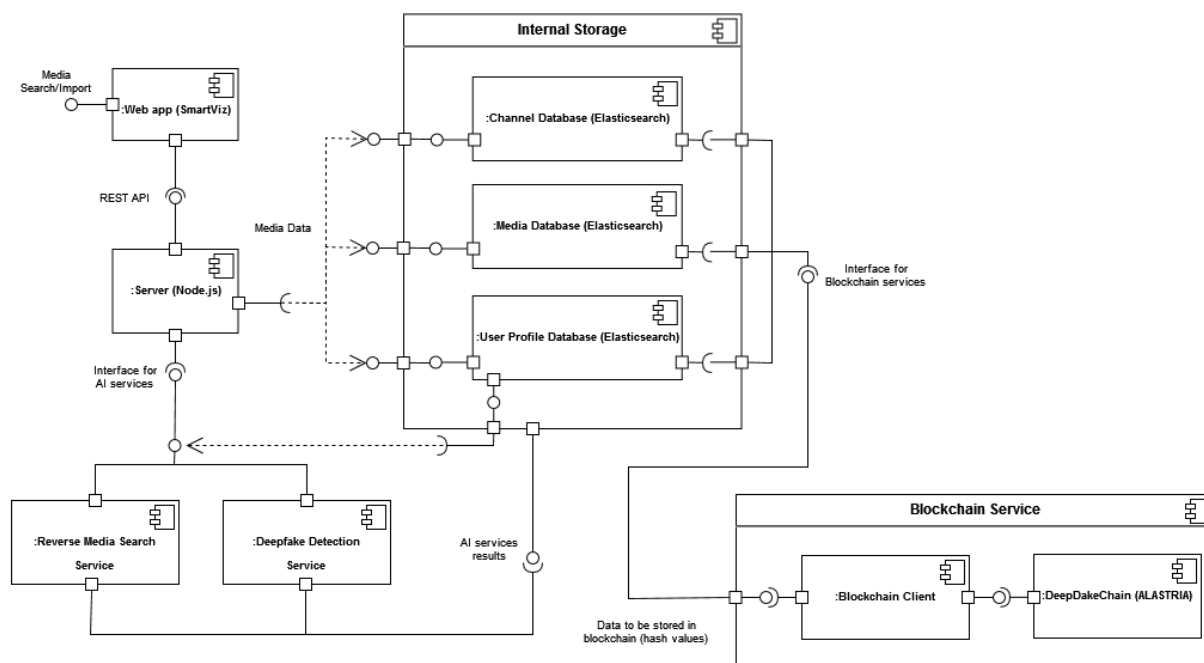 Internal Storage
Media
Search/Import
:Web app (SmartViz)
:Channel Database (Elasticsearch)
REST API
Media Data
:Media Database (Elasticsearch)
Interface for
Blockchain services
:Server (Node.js)
:User Profile Database (Elasticsearch)
Interface for
AI services
Blockchain Service
:Reverse Media Search
Service
:Deepfake Detection
Service
AI services
results
:Blockchain Client
:DeepDakeChain (ALASTRIA)
Data to be stored in
blockchain (hash values)